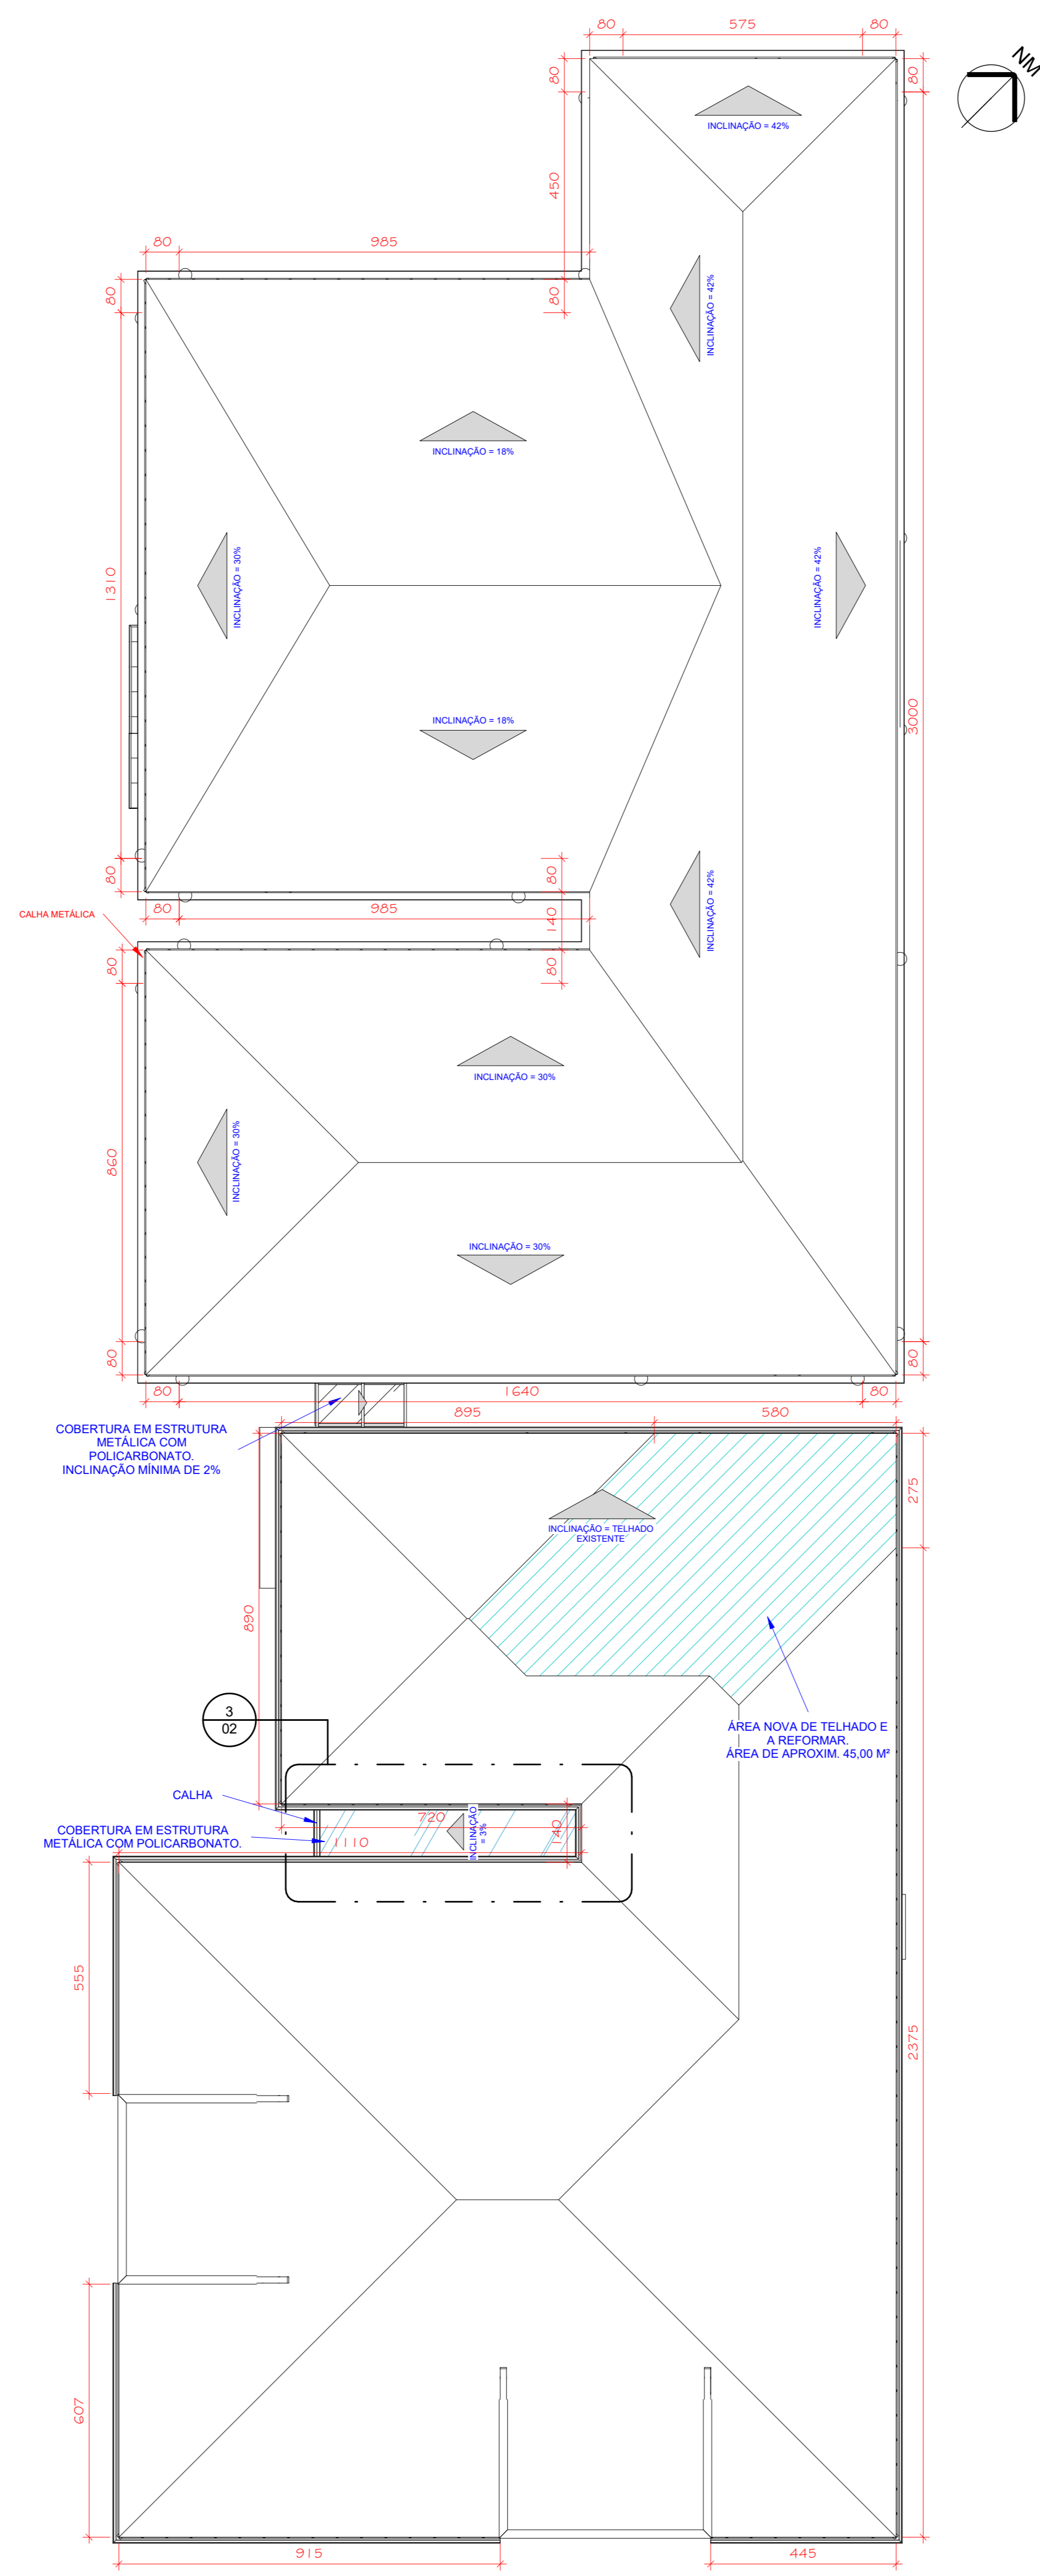 80
575
80
NM
80
80
INCLINAÇÃO = 42%
450
80
985
80
80
INCLINAÇÃO = 42%
INCLINAÇÃO = 18%
1310
INCLINAÇÃO = 30%
INCLINAÇÃO = 42%
3000
INCLINAÇÃO = 18%
80
80
CALHA METÁLICA
80
985
140
INCLINAÇÃO = 42%
80
80
INCLINAÇÃO = 30%
860
INCLINAÇÃO = 30%
INCLINAÇÃO = 30%
80
80
80
1640
80
895
580
COBERTURA EM ESTRUTURA
METÁLICA COM
POLICARBONATO.
INCLINAÇÃO MÍNIMA DE 2%
275
INCLINAÇÃO = TELHADO
EXISTENTE
890
3
02
ÁREA NOVA DE TELHADO E
A REFORMAR.
ÁREA DE APROXIM. 45,00 M²
CALHA
720
INCLINAÇÃO
= 3%
140
COBERTURA EM ESTRUTURA
METÁLICA COM POLICARBONATO.
1110
555
2375
607
915
445